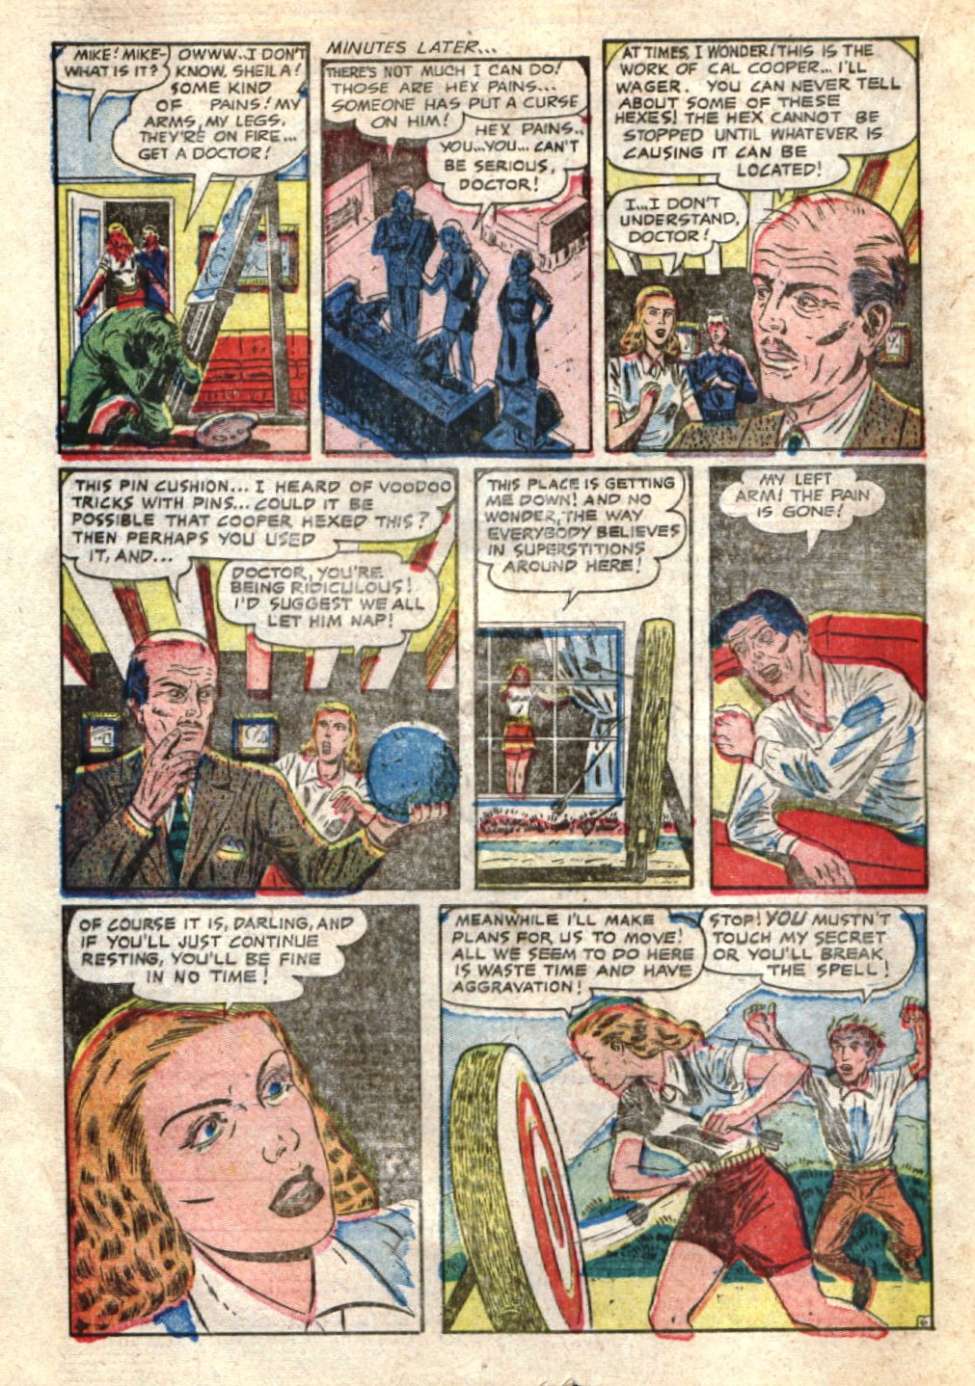 MIKE! MIKE-
WHAT IS IT?
OWWW...I DON'T
KNOW, SHEILA!
SOME KIND
OF PAINS! MY
ARMS, MY LEGS,
THEY'RE ON FIRE...
GET A DOCTOR!
MINUTES LATER...
THERE'S NOT MUCH I CAN DO!
THOSE ARE HEX PAINS...
SOMEONE HAS PUT A CURSE
ON HIM!
HEX PAINS..
YOU...YOU... CAN'T
BE SERIOUS,
DOCTOR!
AT TIMES, I WONDER! THIS IS THE
WORK OF CAL COOPER... I'LL
WAGER. YOU CAN NEVER TELL
ABOUT SOME OF THESE
HEXES! THE HEX CANNOT BE
STOPPED UNTIL WHATEVER IS
CAUSING IT CAN BE
LOCATED!
I...I DON'T
UNDERSTAND,
DOCTOR!
THIS PIN CUSHION... I HEARD OF VOODOO
TRICKS WITH PINS... COULD IT BE
POSSIBLE THAT COOPER HEXED THIS?
THEN PERHAPS YOU USED
IT, AND...
DOCTOR, YOU'RE
BEING RIDICULOUS!
I'D SUGGEST WE ALL
LET HIM NAP!
THIS PLACE IS GETTING
ME DOWN! AND NO
WONDER, THE WAY
EVERYBODY BELIEVES
IN SUPERSTITIONS
AROUND HERE!
MY LEFT
ARM! THE PAIN
IS GONE!
OF COURSE IT IS, DARLING, AND
IF YOU'LL JUST CONTINUE
RESTING, YOU'LL BE FINE
IN NO TIME!
MEANWHILE I'LL MAKE
PLANS FOR US TO MOVE!
ALL WE SEEM TO DO HERE
IS WASTE TIME AND HAVE
AGGRAVATION!
STOP! YOU MUSTN'T
TOUCH MY SECRET
OR YOU'LL BREAK
THE SPELL!
6